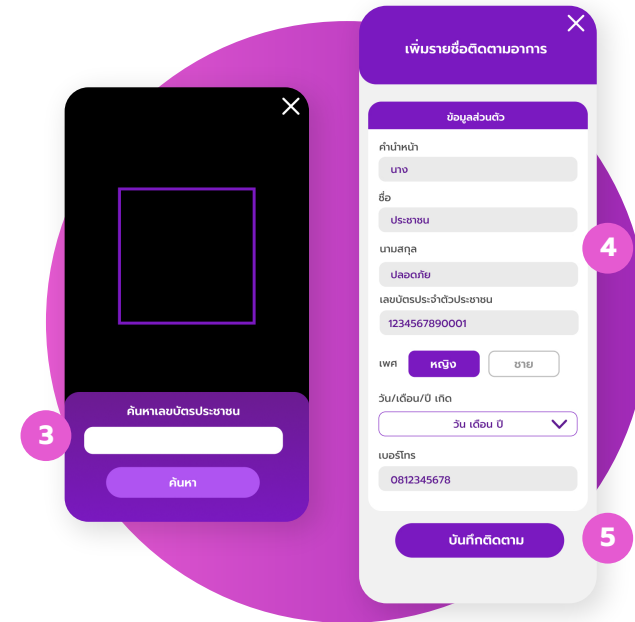 ค้นหาเลขบัตรประชาชน
3
ค้นหา
เพิ่มรายชื่อติดตามอาการ
ข้อมูลส่วนตัว
คำนำหน้า
นาง
ชื่อ
ประชาชน
4
นามสกุล
ปลอดภัย
เลขบัตรประจำตัวประชาชน
1234567890001
เพศ หญิง ชาย
วัน/เดือน/ปี เกิด
วัน เดือน ปี
เบอร์โทร
0812345678
บันทึกติดตาม
5